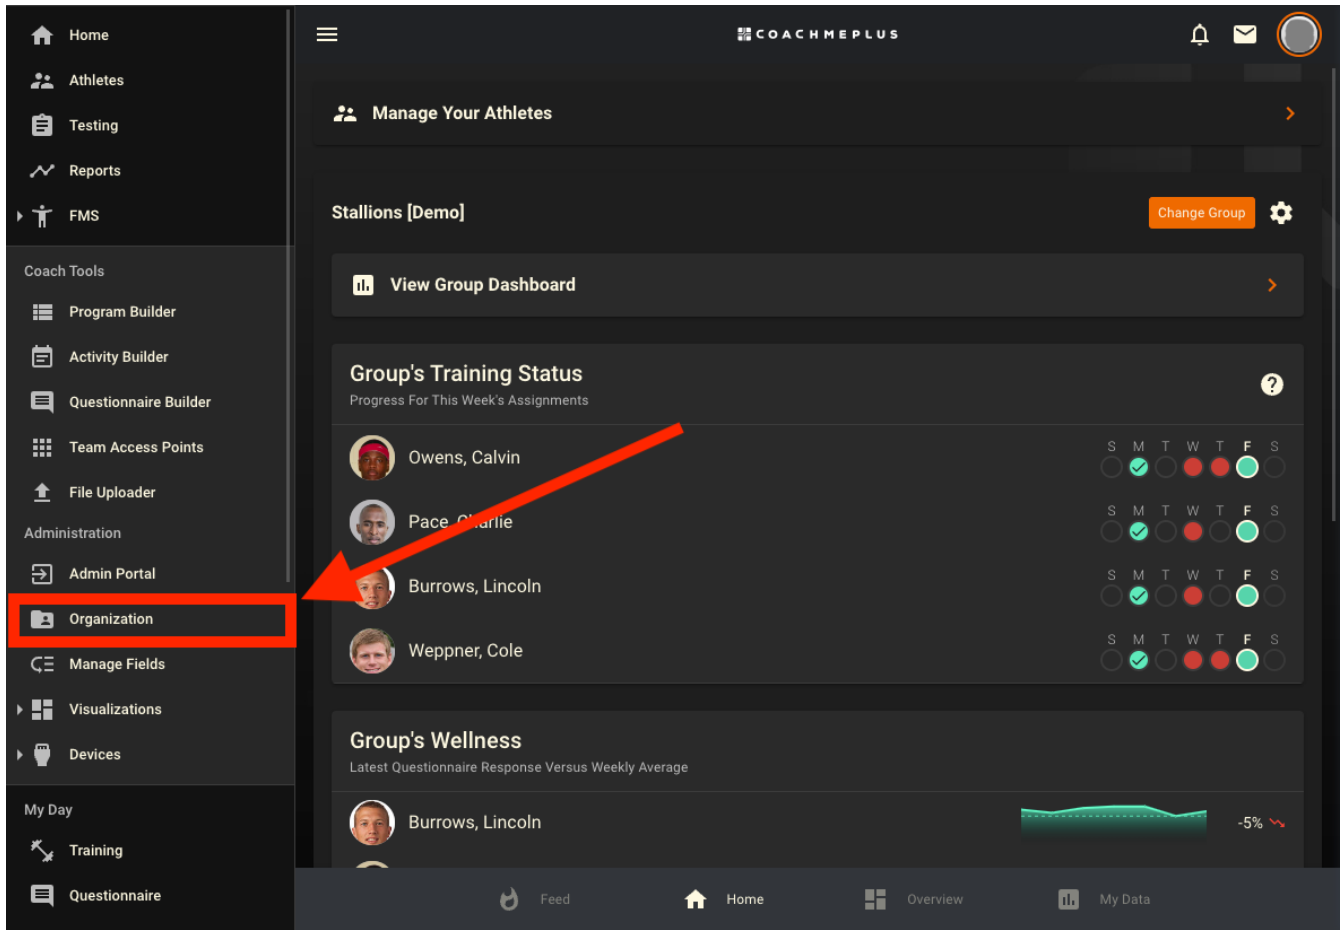 Home
Athletes
Testing
Reports
FMS
Coach Tools
Program Builder
Activity Builder
Questionnaire Builder
Team Access Points
File Uploader
Administration
Admin Portal
Organization
Manage Fields
Visualizations
Devices
My Day
Training
Questionnaire
COACHMEPLUS
Manage Your Athletes
Stallions [Demo]
Change Group
View Group Dashboard
Group's Training Status
Progress For This Week's Assignments
?
Owens, Calvin
S M T W T F S
Pace, Charlie
S M T W T F S
Burrows, Lincoln
S M T W T F S
Weppner, Cole
S M T W T F S
Group's Wellness
Latest Questionnaire Response Versus Weekly Average
Burrows, Lincoln
-5%
Feed
Home
Overview
My Data